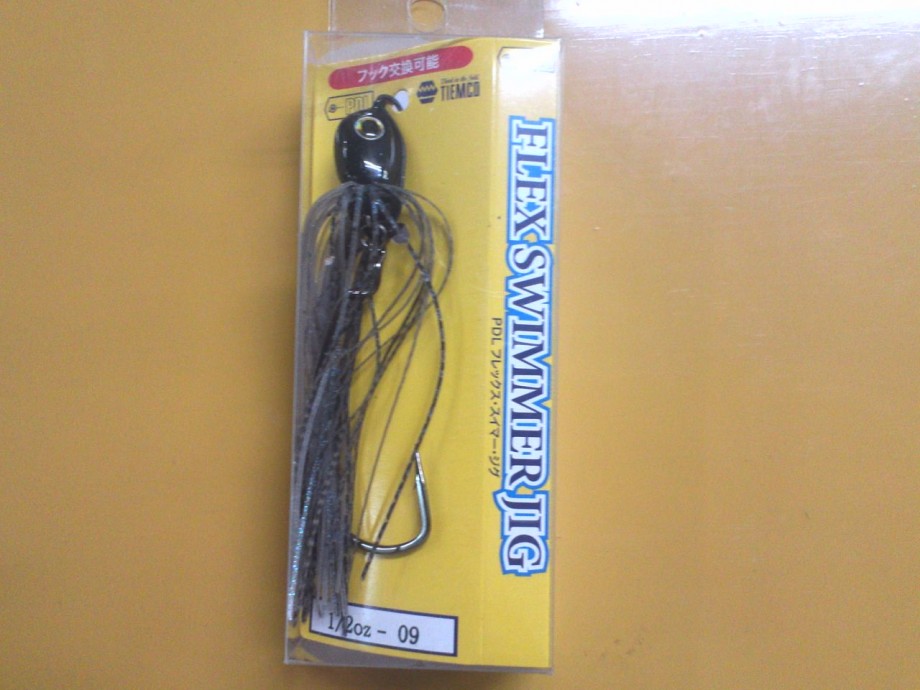 フック交換可能
PDL
TIEMCO
FLEX SWIMMER JIG
PDL フレックス・スイマー・ジグ
1/2oz - 09